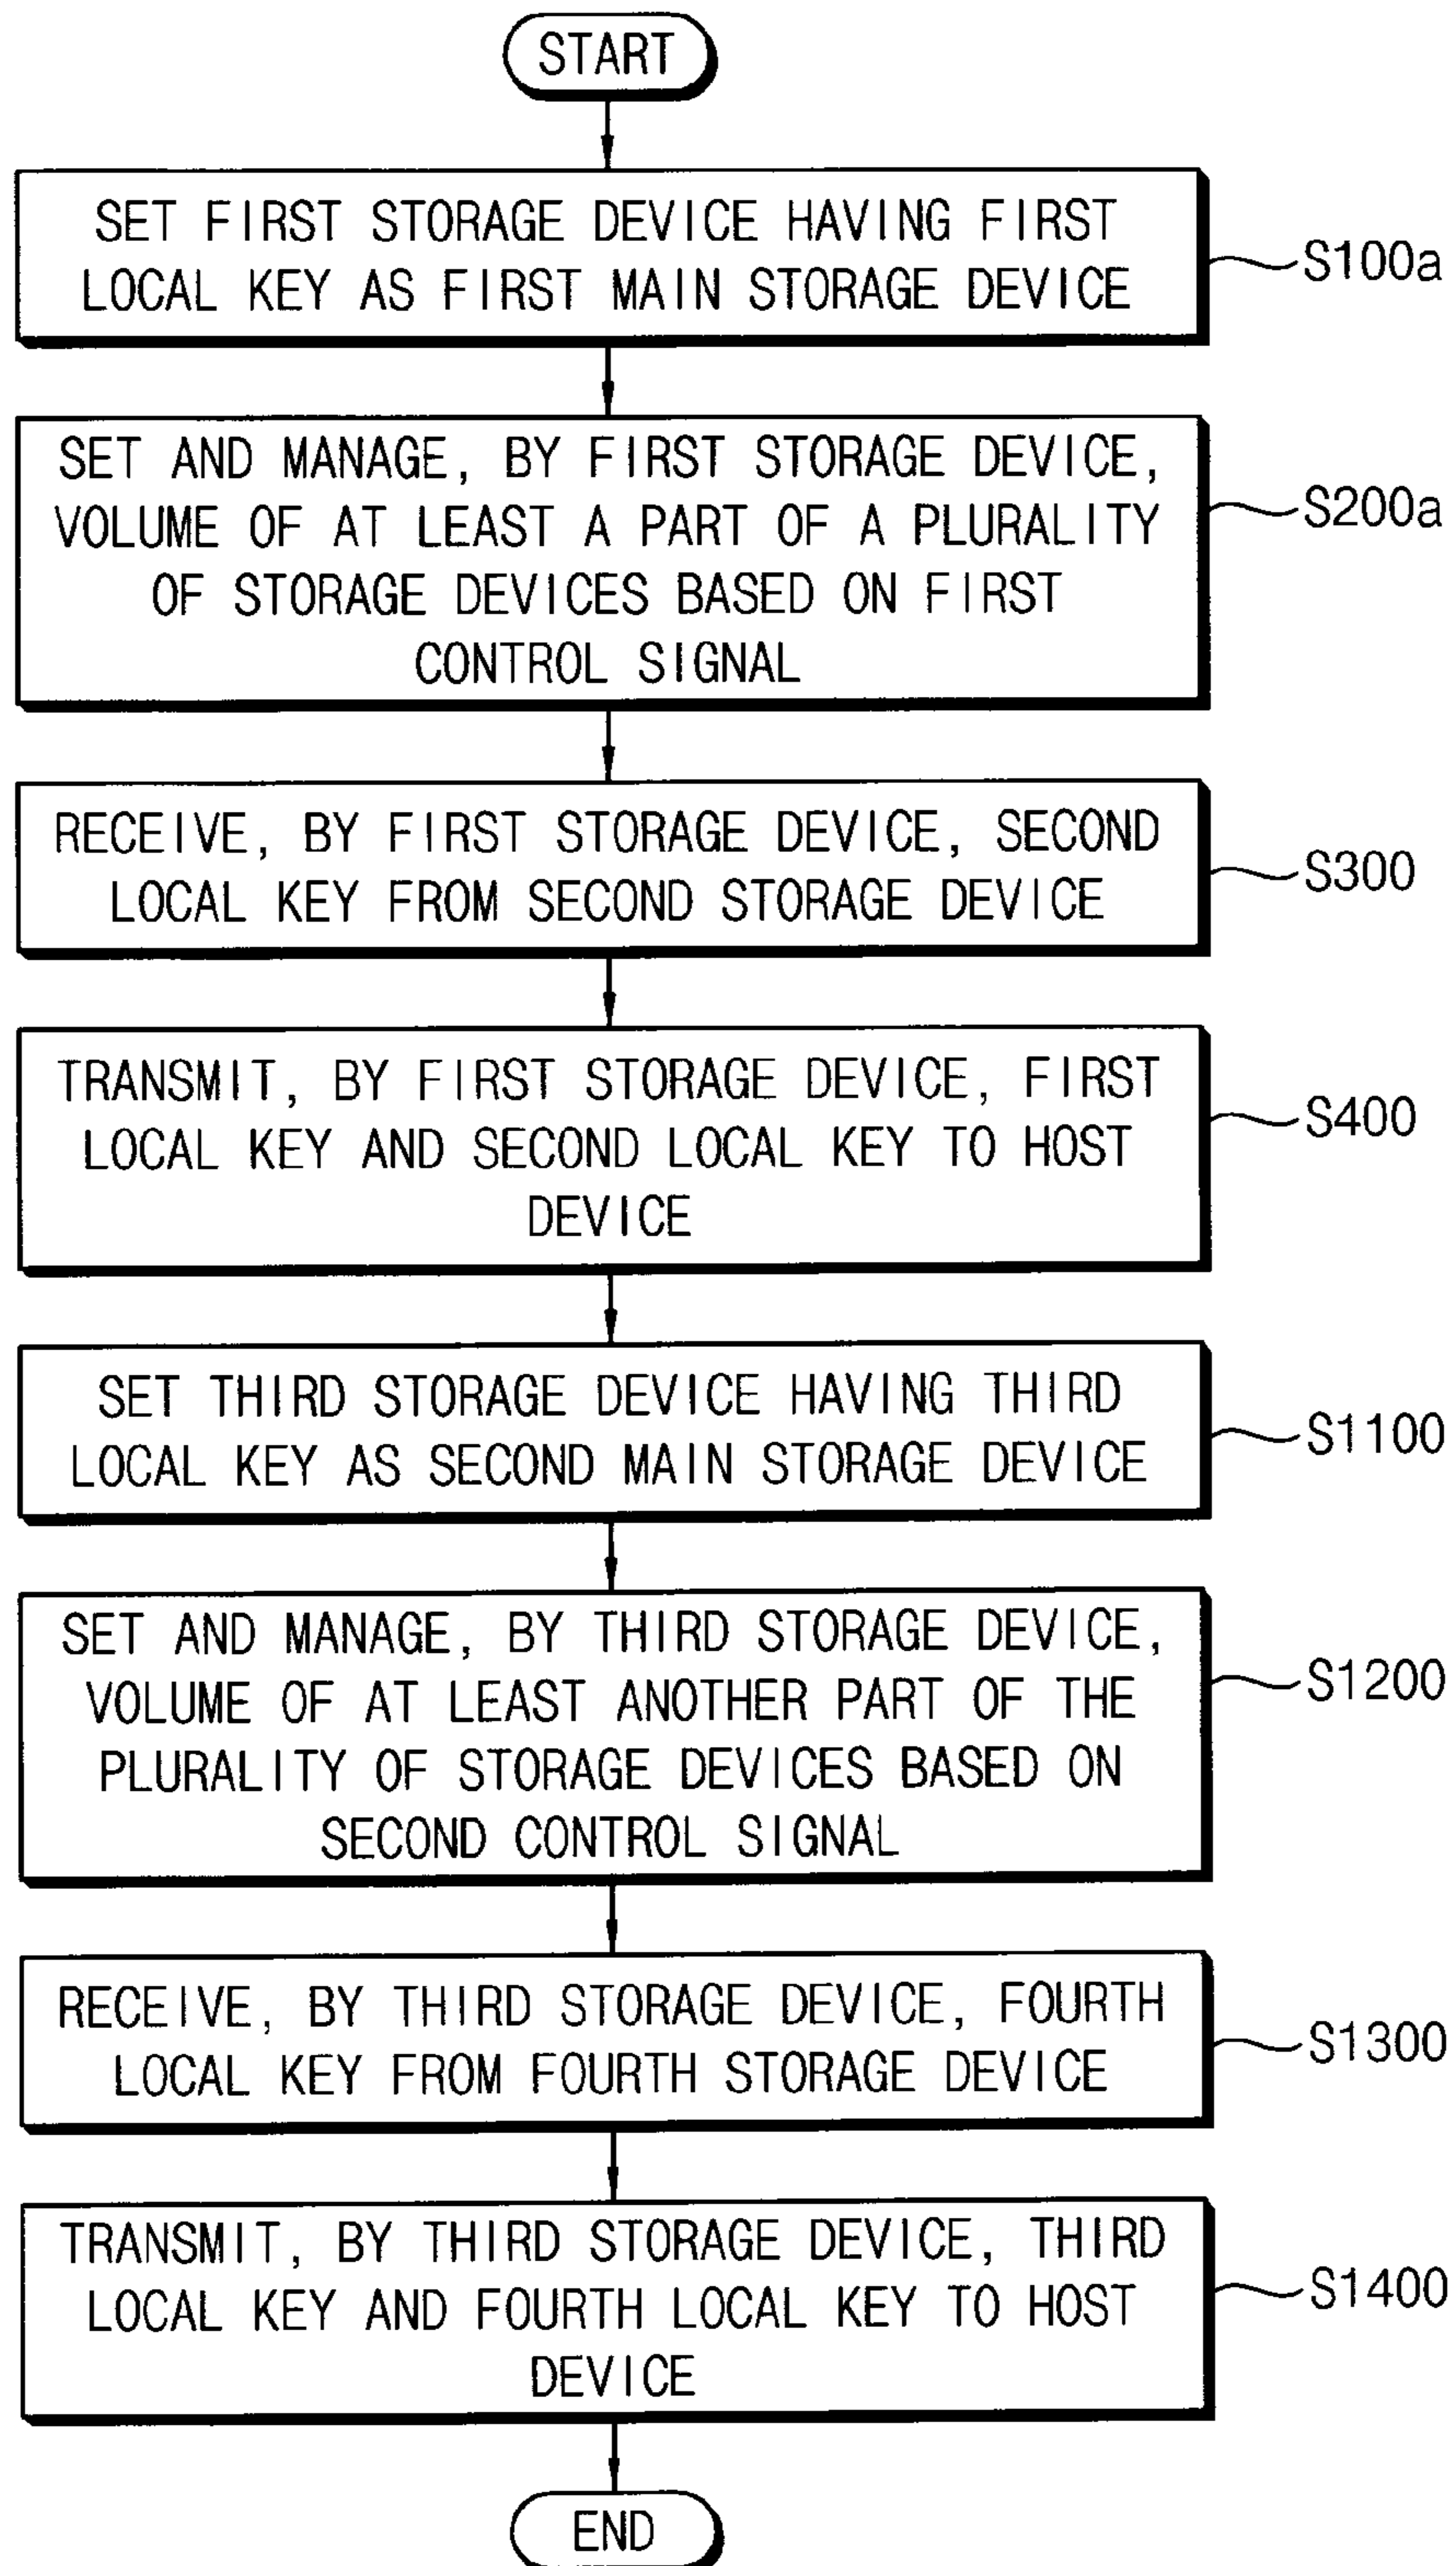 START
SET FIRST STORAGE DEVICE HAVING FIRST
LOCAL KEY AS FIRST MAIN STORAGE DEVICE
S100a
SET AND MANAGE, BY FIRST STORAGE DEVICE,
VOLUME OF AT LEAST A PART OF A PLURALITY
OF STORAGE DEVICES BASED ON FIRST
CONTROL SIGNAL
S200a
RECEIVE, BY FIRST STORAGE DEVICE, SECOND
LOCAL KEY FROM SECOND STORAGE DEVICE
S300
TRANSMIT, BY FIRST STORAGE DEVICE, FIRST
LOCAL KEY AND SECOND LOCAL KEY TO HOST
DEVICE
S400
SET THIRD STORAGE DEVICE HAVING THIRD
LOCAL KEY AS SECOND MAIN STORAGE DEVICE
S1100
SET AND MANAGE, BY THIRD STORAGE DEVICE,
VOLUME OF AT LEAST ANOTHER PART OF THE
PLURALITY OF STORAGE DEVICES BASED ON
SECOND CONTROL SIGNAL
S1200
RECEIVE, BY THIRD STORAGE DEVICE, FOURTH
LOCAL KEY FROM FOURTH STORAGE DEVICE
S1300
TRANSMIT, BY THIRD STORAGE DEVICE, THIRD
LOCAL KEY AND FOURTH LOCAL KEY TO HOST
DEVICE
S1400
END